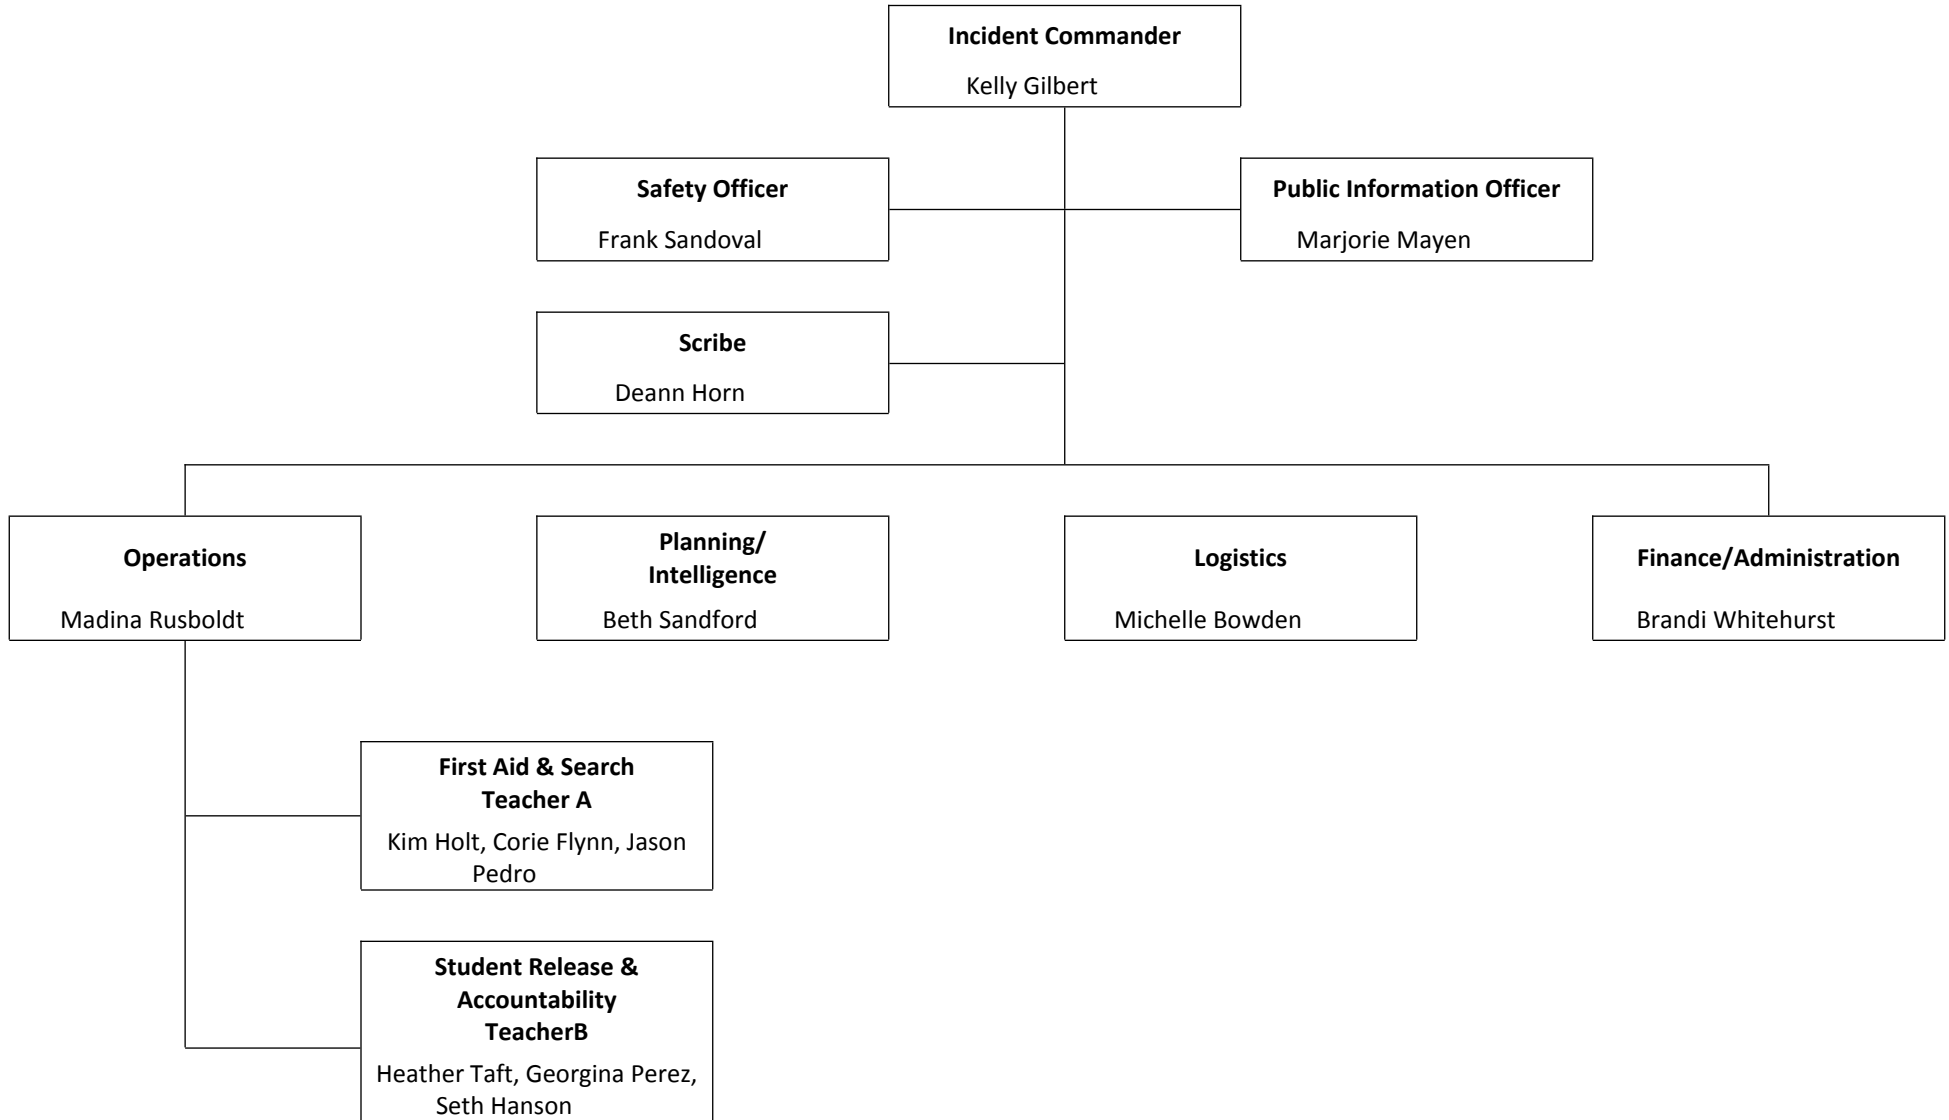 Incident Commander
Kelly Gilbert
Safety Officer
Frank Sandoval
Public Information Officer
Marjorie Mayen
Scribe
Deann Horn
Operations
Madina Rusboldt
Planning/
Intelligence
Beth Sandford
Logistics
Michelle Bowden
Finance/Administration
Brandi Whitehurst
First Aid & Search
Teacher A
Kim Holt, Corie Flynn, Jason
Pedro
Student Release &
Accountability
TeacherB
Heather Taft, Georgina Perez,
Seth Hanson